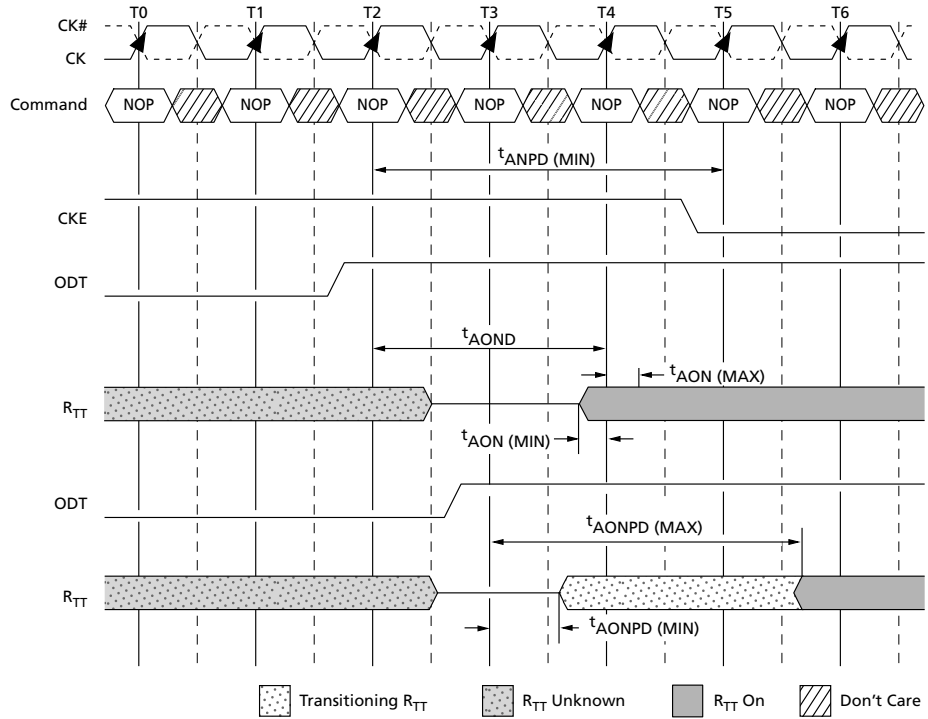 CK# T0 T1 T2 T3 T4 T5 T6
CK
Command NOP NOP NOP NOP NOP NOP NOP
tANPD (MIN)
CKE
ODT
tAOND
tAON (MAX)
RTT
tAON (MIN)
ODT
tAONPD (MAX)
RTT
tAONPD (MIN)
Transitioning RTT RTT Unknown RTT On Don't Care